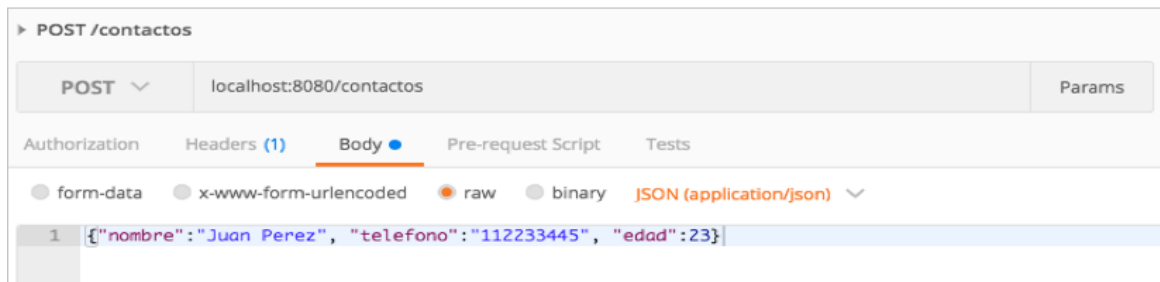 POST /contactos
POST localhost:8080/contactos Params
Authorization Headers (1) Body Pre-request Script Tests
form-data x-www-form-urlencoded raw binary JSON (application/json)
1 {"nombre":"Juan Perez", "telefono":"112233445", "edad":23}